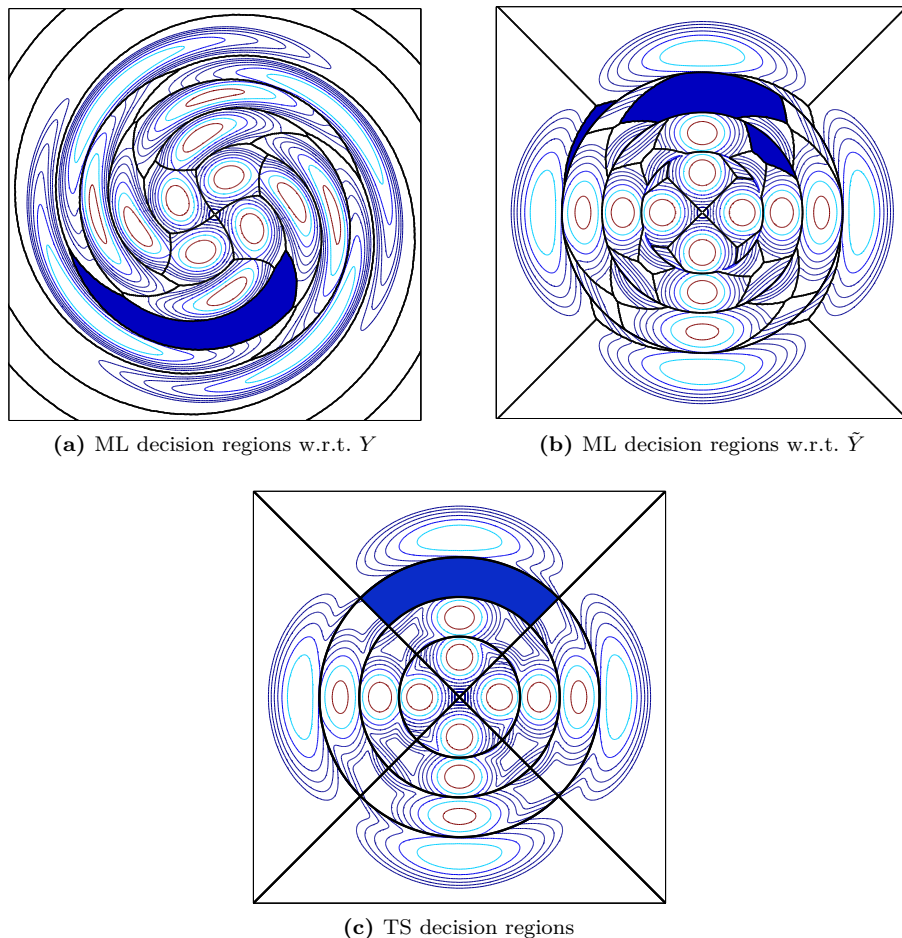 (a) ML decision regions w.r.t. Y
(b) ML decision regions w.r.t. Ỹ
(c) TS decision regions